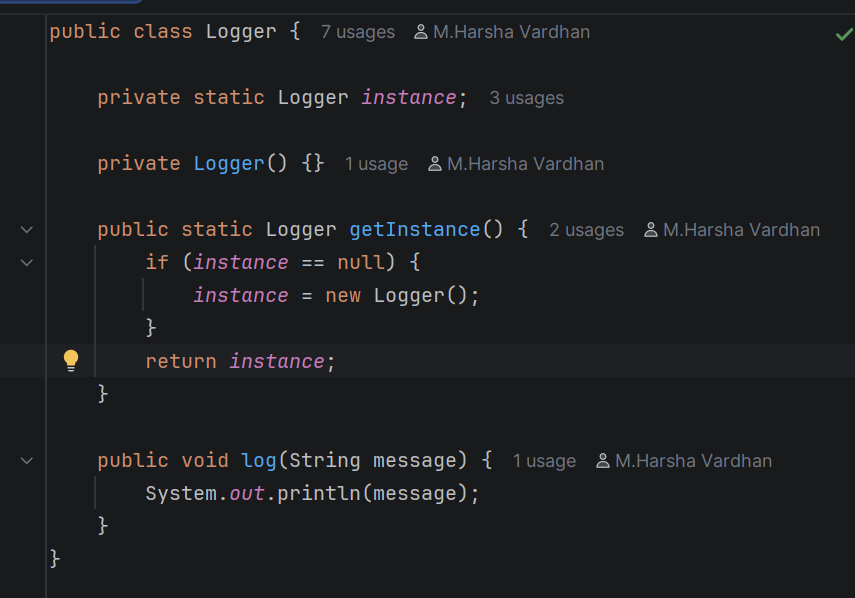 public class Logger {  7 usages  M.Harsha Vardhan
private static Logger instance;  3 usages
private Logger() {}  1 usage  M.Harsha Vardhan
public static Logger getInstance() {  2 usages  M.Harsha Vardhan
if (instance == null) {
instance = new Logger();
}
return instance;
}
public void log(String message) {  1 usage  M.Harsha Vardhan
System.out.println(message);
}
}